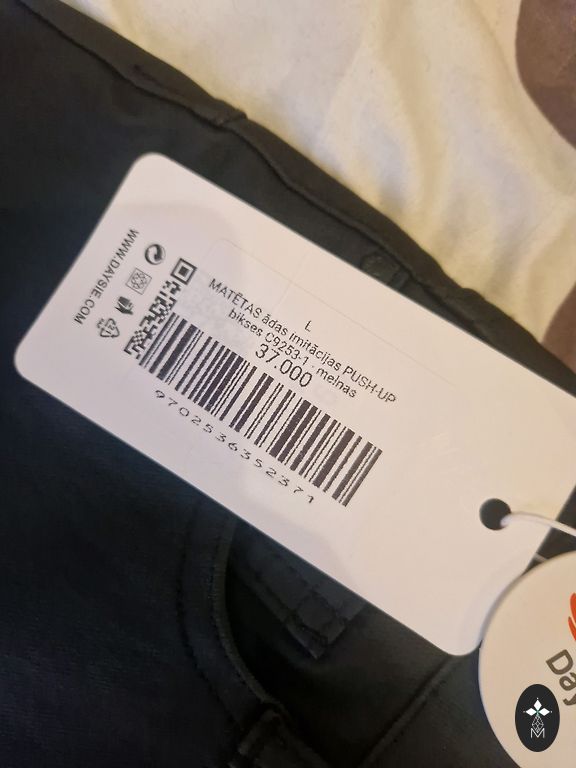 L
MATĒTAS ādas imitācijas PUSH-UP
bikses C9253-1 , melnas
37.000
9702536352371
WWW.DAYSIE.COM
Day
M